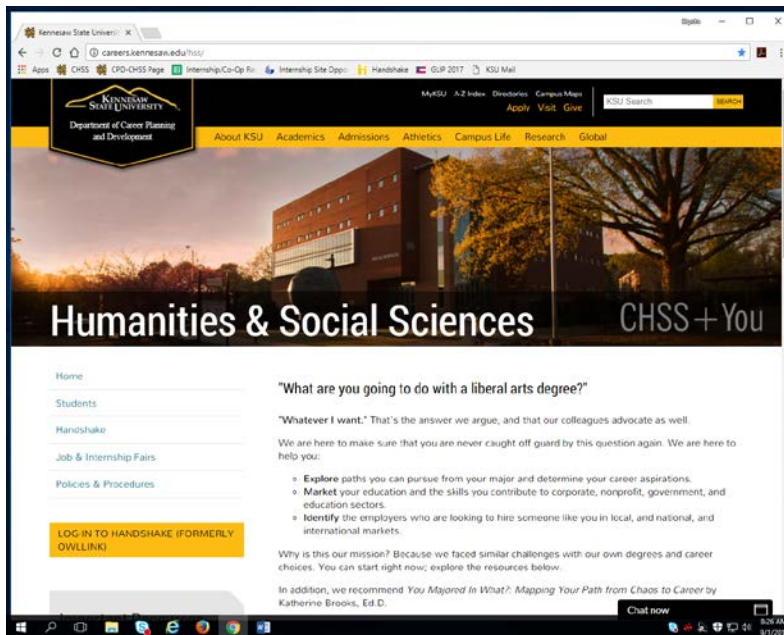 Kennesaw State Universi
careers.kennesaw.edu/hss/
Apps CHSS CPD-CHSS Page Internship/Co-Op Re Internship Site Oppo Handshake GUIP 2017 KSU Mail
KENNESAW
STATE UNIVERSITY
Department of Career Planning
and Development
MyKSU A-Z Index Directories Campus Maps
Apply Visit Give
KSU Search
SEARCH
About KSU Academics Admissions Athletics Campus Life Research Global
Humanities & Social Sciences
CHSS+You
Home
Students
Handshake
Job & Internship Fairs
Policies & Procedures
LOG-IN TO HANDSHAKE (FORMERLY
OWLLINK)
"What are you going to do with a liberal arts degree?"
"Whatever I want." That's the answer we argue, and that our colleagues advocate as well.
We are here to make sure that you are never caught off guard by this question again. We are here to
help you:
Explore paths you can pursue from your major and determine your career aspirations.
Market your education and the skills you contribute to corporate, nonprofit, government, and
education sectors.
Identify the employers who are looking to hire someone like you in local, and national, and
international markets.
Why is this our mission? Because we faced similar challenges with our own degrees and career
choices. You can start right now; explore the resources below.
In addition, we recommend You Majored In What?: Mapping Your Path from Chaos to Career by
Katherine Brooks, Ed.D.
Chat now